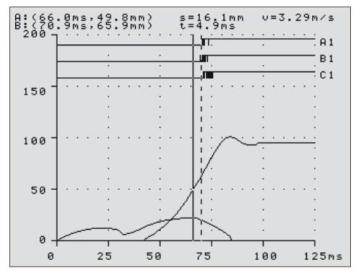 A:(66.0ms,49.8mm) s=16.1mm v=3.29m/s
B:(70.9ms,65.9mm) t=4.9ms
200
A1
B1
C1
150
100
50
0
0 25 50 75 100 125ms